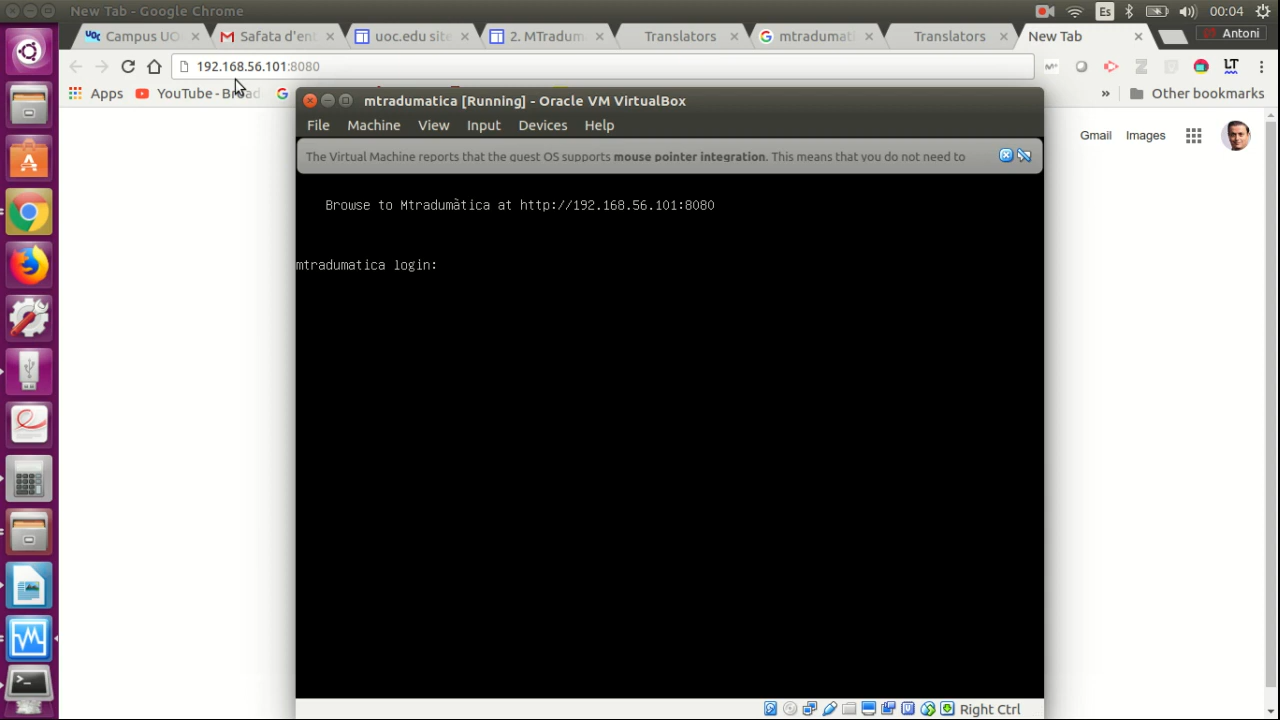 New Tab - Google Chrome
Es
00:04
Campus UO
Safata d'ent
uoc.edu site
2. MTradum
Translators
mtradumati
Translators
New Tab
Antoni
192.168.56.101:8080
Apps
YouTube - Broad
Other bookmarks
mtradumatica [Running] - Oracle VM VirtualBox
File Machine View Input Devices Help
Gmail Images
The Virtual Machine reports that the guest OS supports mouse pointer integration. This means that you do not need to
Browse to Mtradumàtica at http://192.168.56.101:8080
mtradumatica login:
Right Ctrl